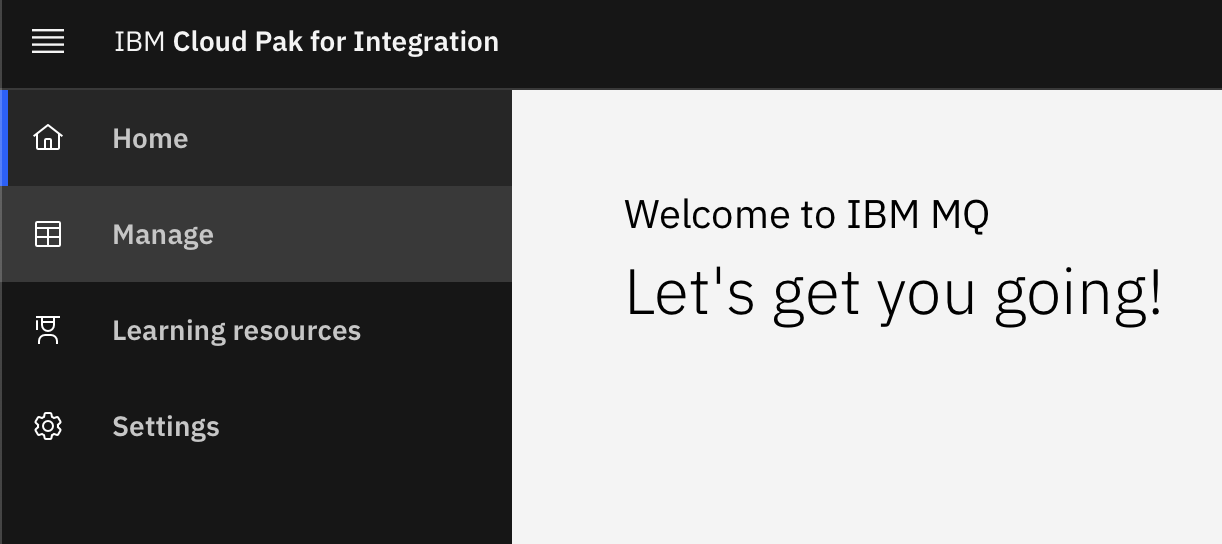 IBM Cloud Pak for Integration
Home
Manage
Learning resources
Settings
Welcome to IBM MQ
Let's get you going!